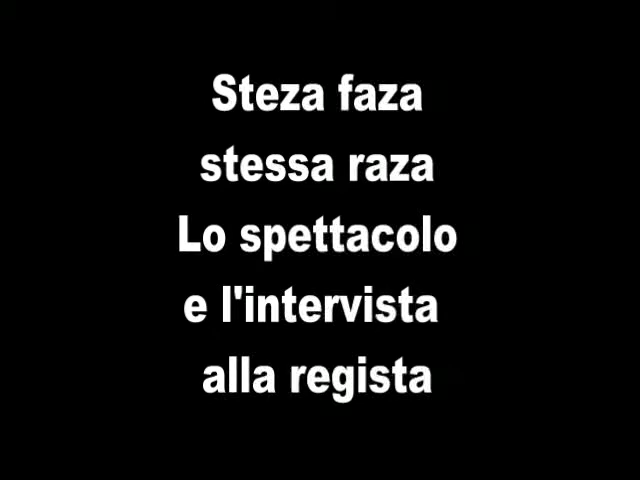 Steza faza
stessa raza
Lo spettacolo
e l'intervista
alla regista